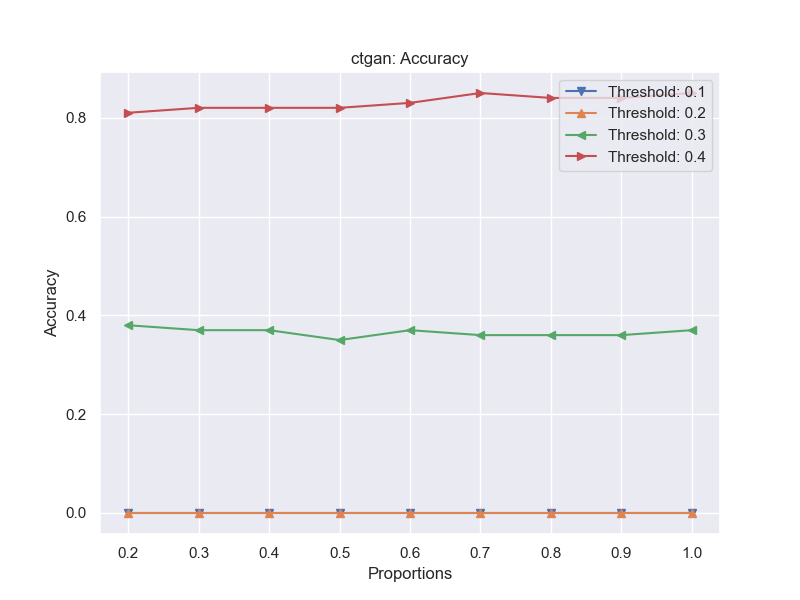 ctgan: Accuracy
Threshold: 0.1
Threshold: 0.2
Threshold: 0.3
Threshold: 0.4
Accuracy
0.8
0.6
0.4
0.2
0.0
0.2 0.3 0.4 0.5 0.6 0.7 0.8 0.9 1.0
Proportions